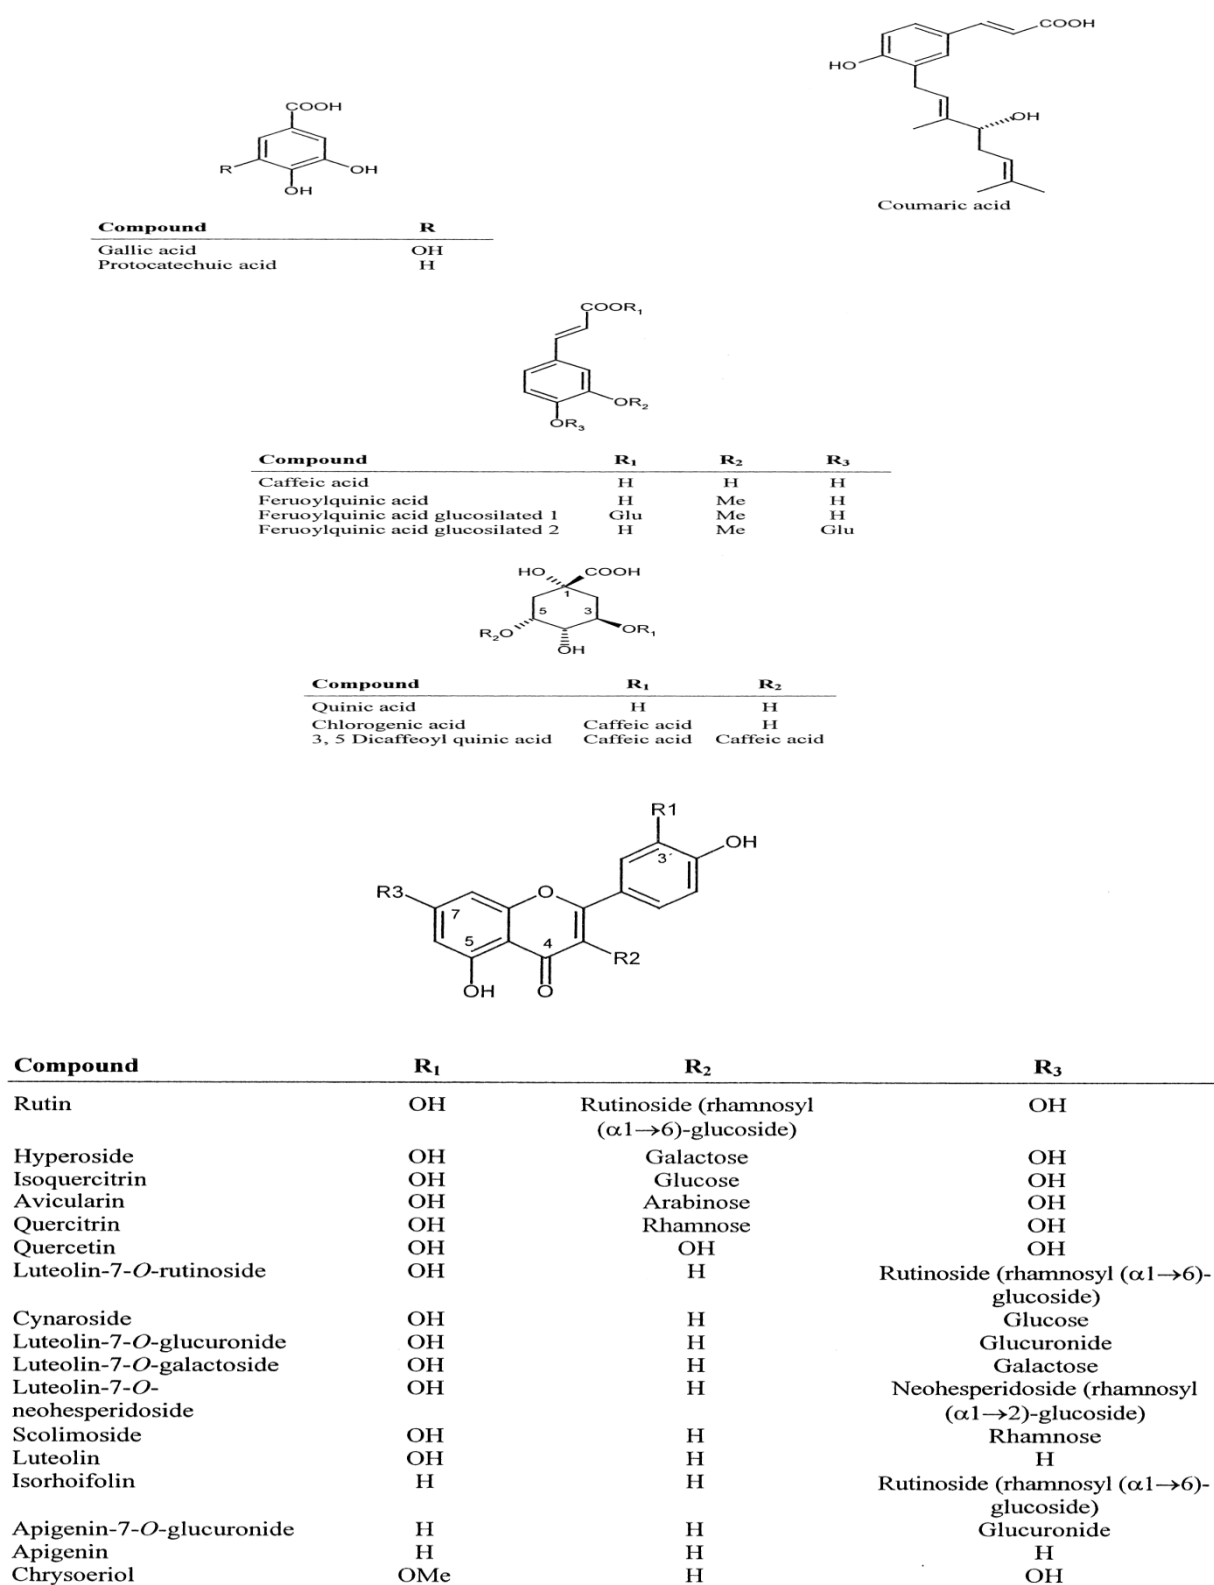 COOH
HO
OH
Coumaric acid
COOH
R
OH
OH
Compound R
Gallic acid OH
Protocatechuic acid H
COOR1
OR2
OR3
Compound R1 R2 R3
Caffeic acid H H H
Feruoylquinic acid H Me H
Feruoylquinic acid glucosilated 1 Glu Me H
Feruoylquinic acid glucosilated 2 H Me Glu
HO COOH
1
5 3
R2O OR1
OH
Compound R1 R2
Quinic acid H H
Chlorogenic acid Caffeic acid H
3, 5 Dicaffeoyl quinic acid Caffeic acid Caffeic acid
R1
OH
3´
R3 O
7
5 4
R2
OH O
Compound R1 R2 R3
Rutin OH Rutinoside (rhamnosyl OH
(α1→6)-glucoside)
Hyperoside OH Galactose OH
Isoquercitrin OH Glucose OH
Avicularin OH Arabinose OH
Quercitrin OH Rhamnose OH
Quercetin OH OH OH
Luteolin-7-O-rutinoside OH H Rutinoside (rhamnosyl (α1→6)-
glucoside)
Cynaroside OH H Glucose
Luteolin-7-O-glucuronide OH H Glucuronide
Luteolin-7-O-galactoside OH H Galactose
Luteolin-7-O- OH H Neohesperidoside (rhamnosyl
neohesperidoside (α1→2)-glucoside)
Scolimoside OH H Rhamnose
Luteolin OH H H
Isorhoifolin H H Rutinoside (rhamnosyl (α1→6)-
glucoside)
Apigenin-7-O-glucuronide H H Glucuronide
Apigenin H H H
Chrysoeriol OMe H OH